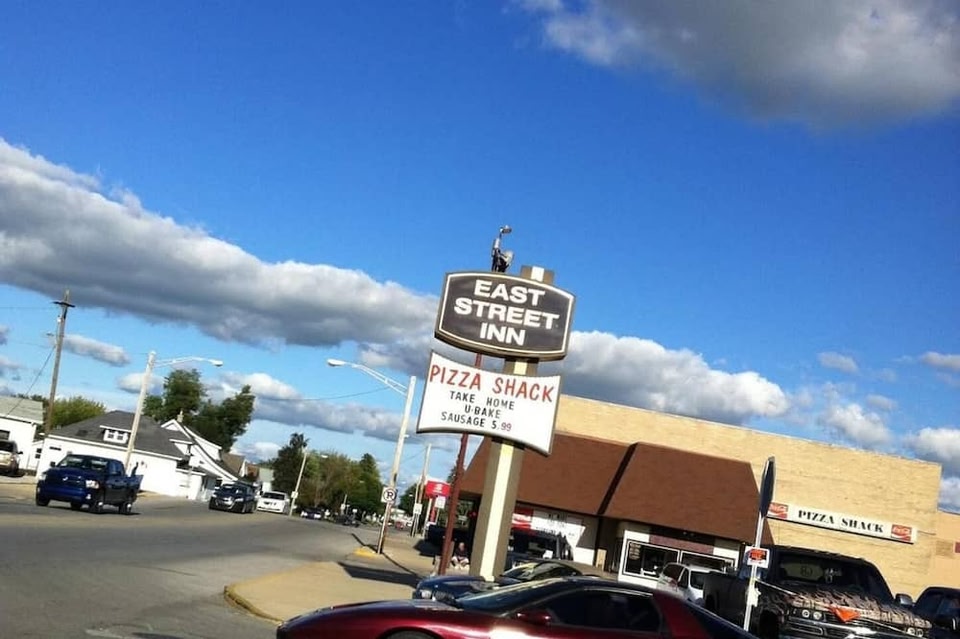 EAST
STREET
INN
PIZZA SHACK
TAKE HOME
U-BAKE
SAUSAGE 5.99
PIZZA SHACK
R